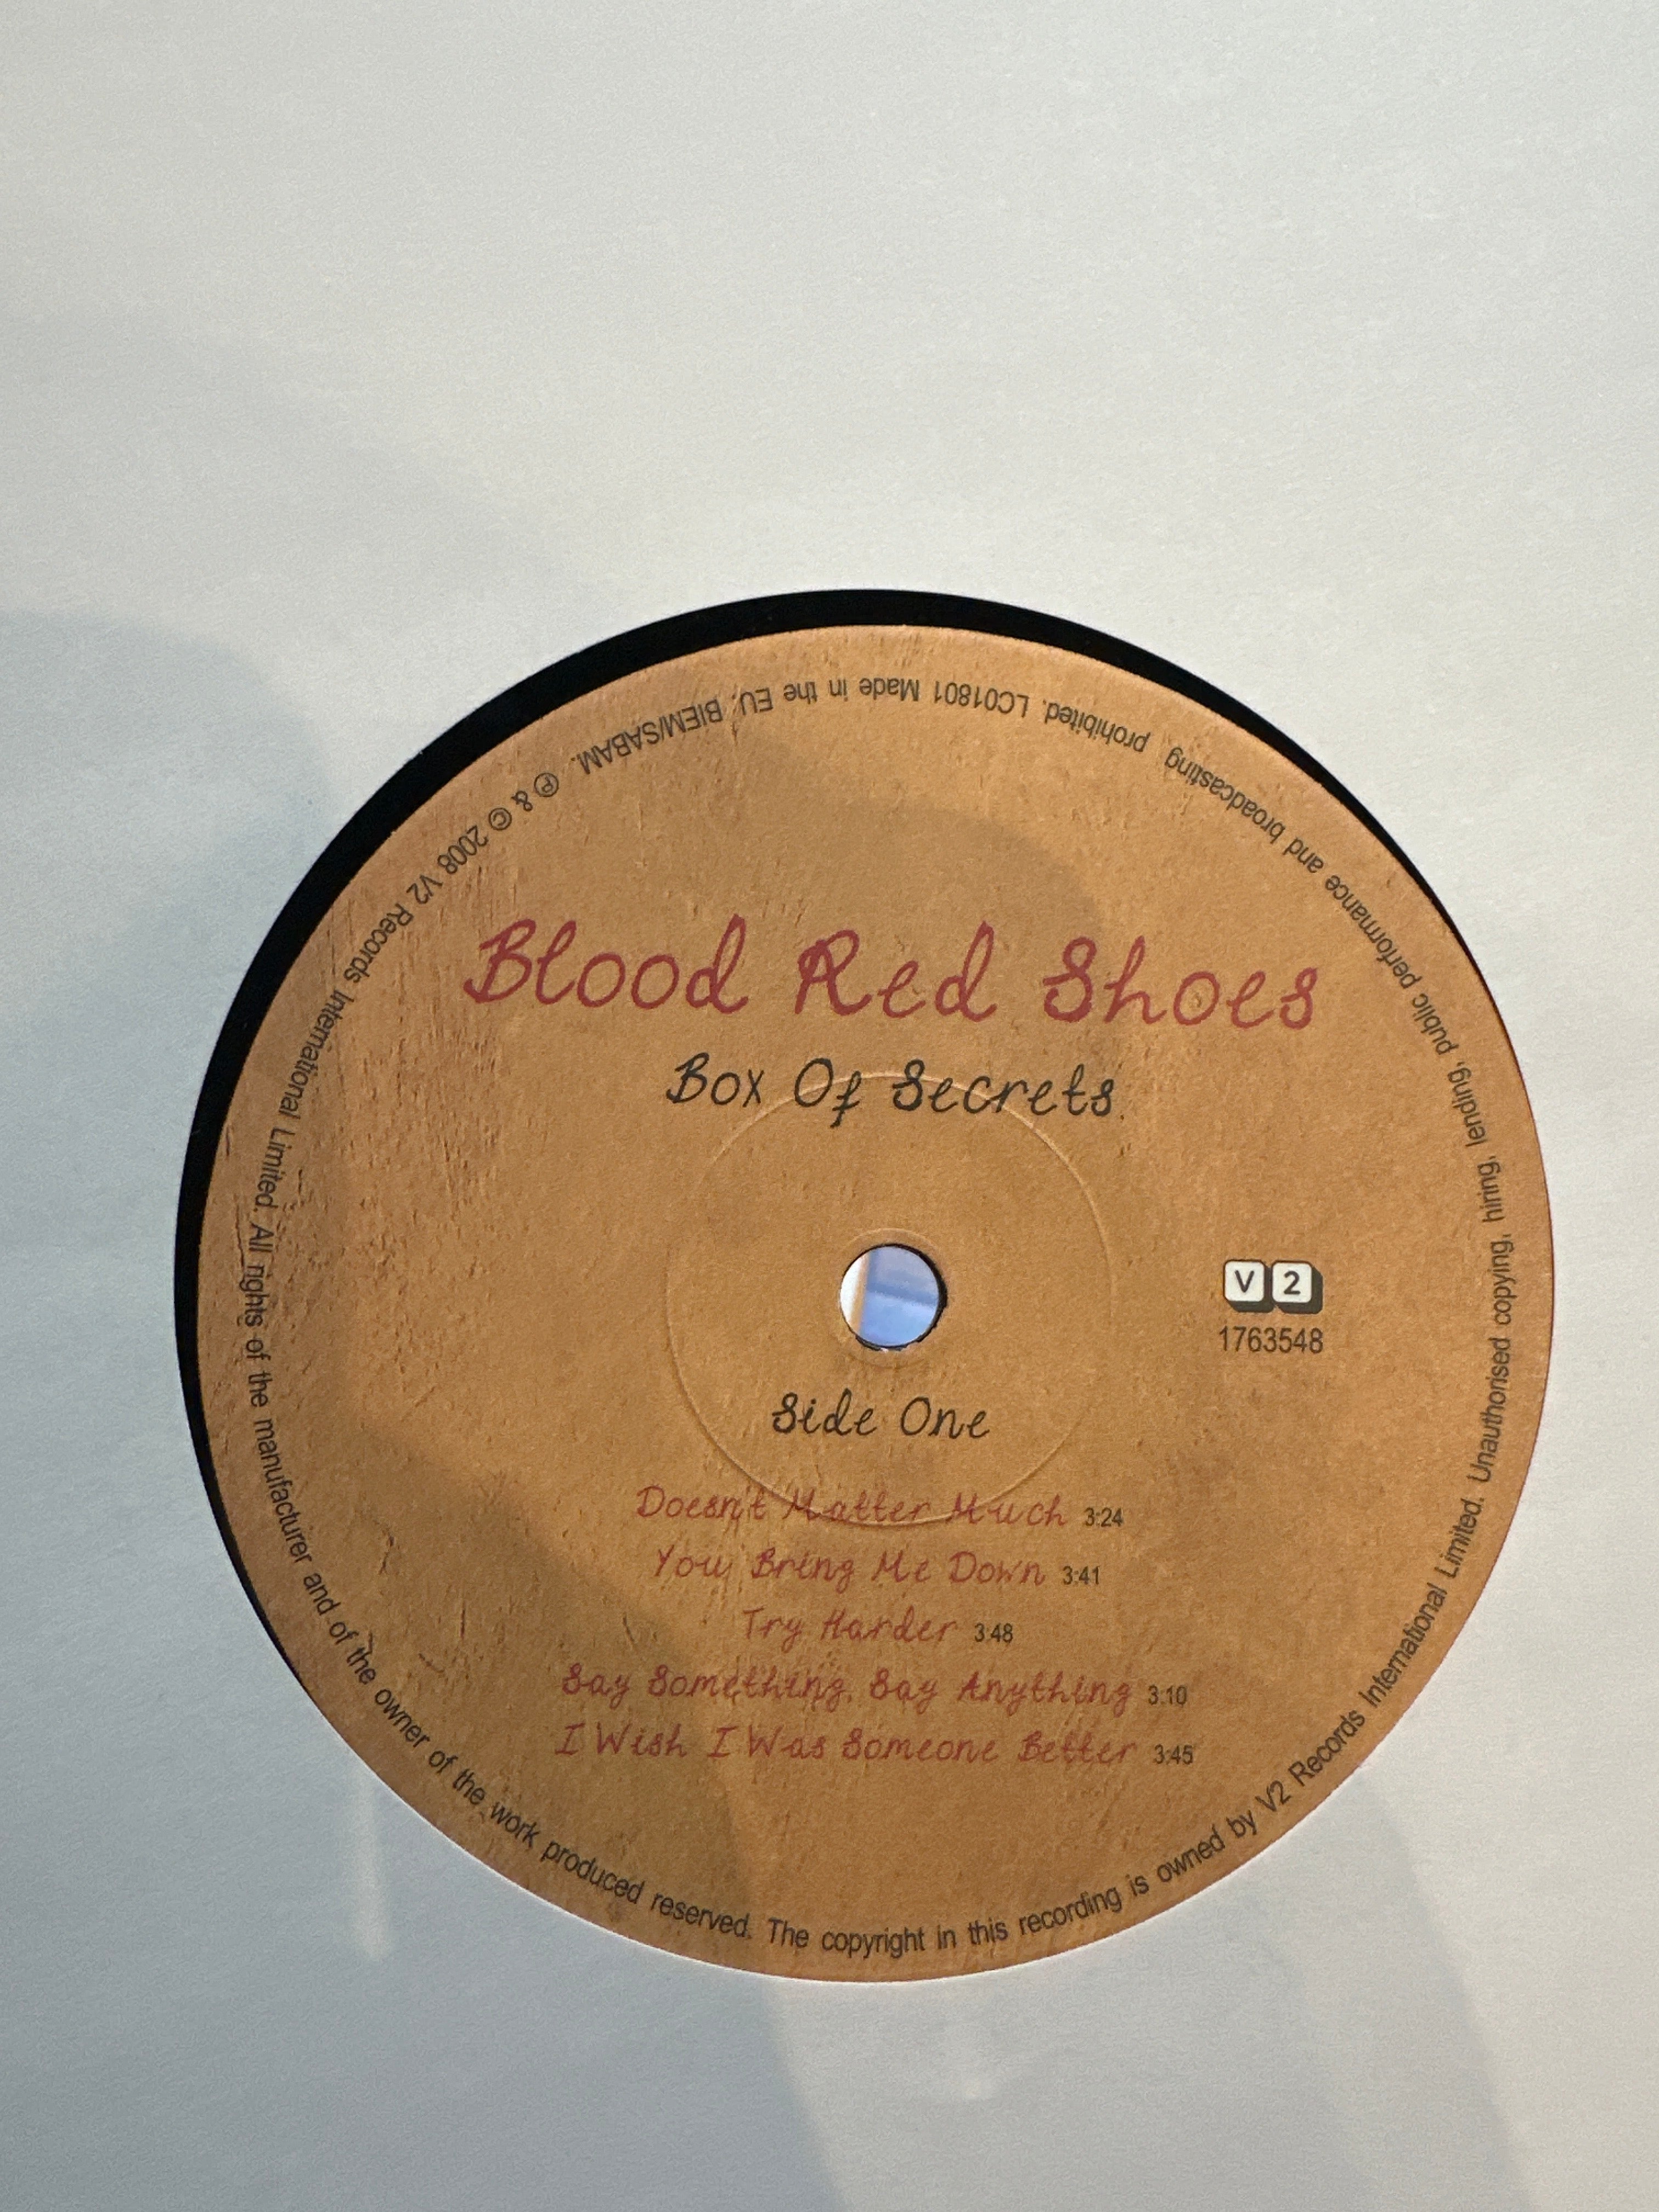 Blood Red Shoes
Box Of Secrets
V2
1763548
Side One
Doesn't Matter Much 3:24
You Bring Me Down 3:41
Try Harder 3:48
Say Something, Say Anything 3:10
I Wish I Was Someone Better 3:45
℗ & © 2008 V2 Records International Limited. All rights of the manufacturer and of the owner of the work produced reserved. The copyright in this recording is owned by V2 Records International Limited. Unauthorised copying, hiring, lending, public performance and broadcasting prohibited. LC01801 Made in the EU. BIEM/SABAM.